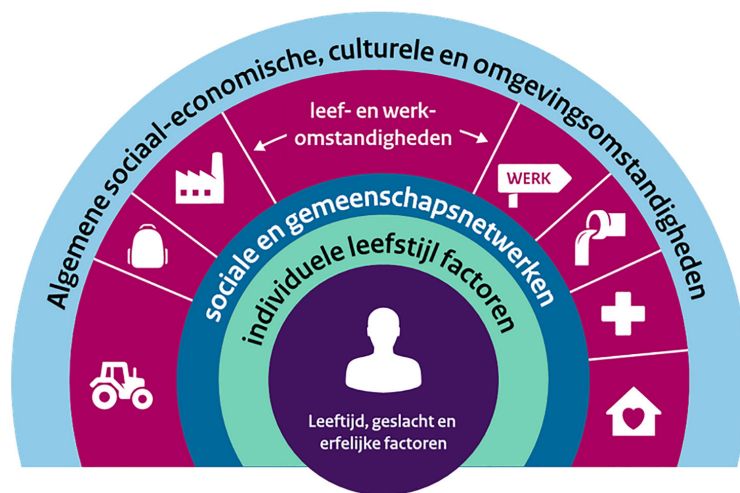 Algemene sociaal-economische, culturele en omgevingsomstandigheden
leef- en werk-
omstandigheden
WERK
sociale en gemeenschapsnetwerken
individuele leefstijl factoren
Leeftijd, geslacht en
erfelijke factoren